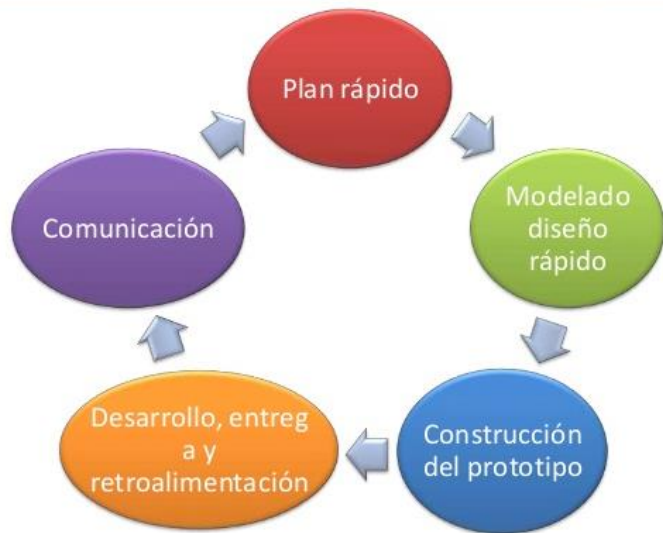 Plan rápido
Modelado
diseño
rápido
Construcción
del prototipo
Desarrollo, entreg
a y
retroalimentación
Comunicación